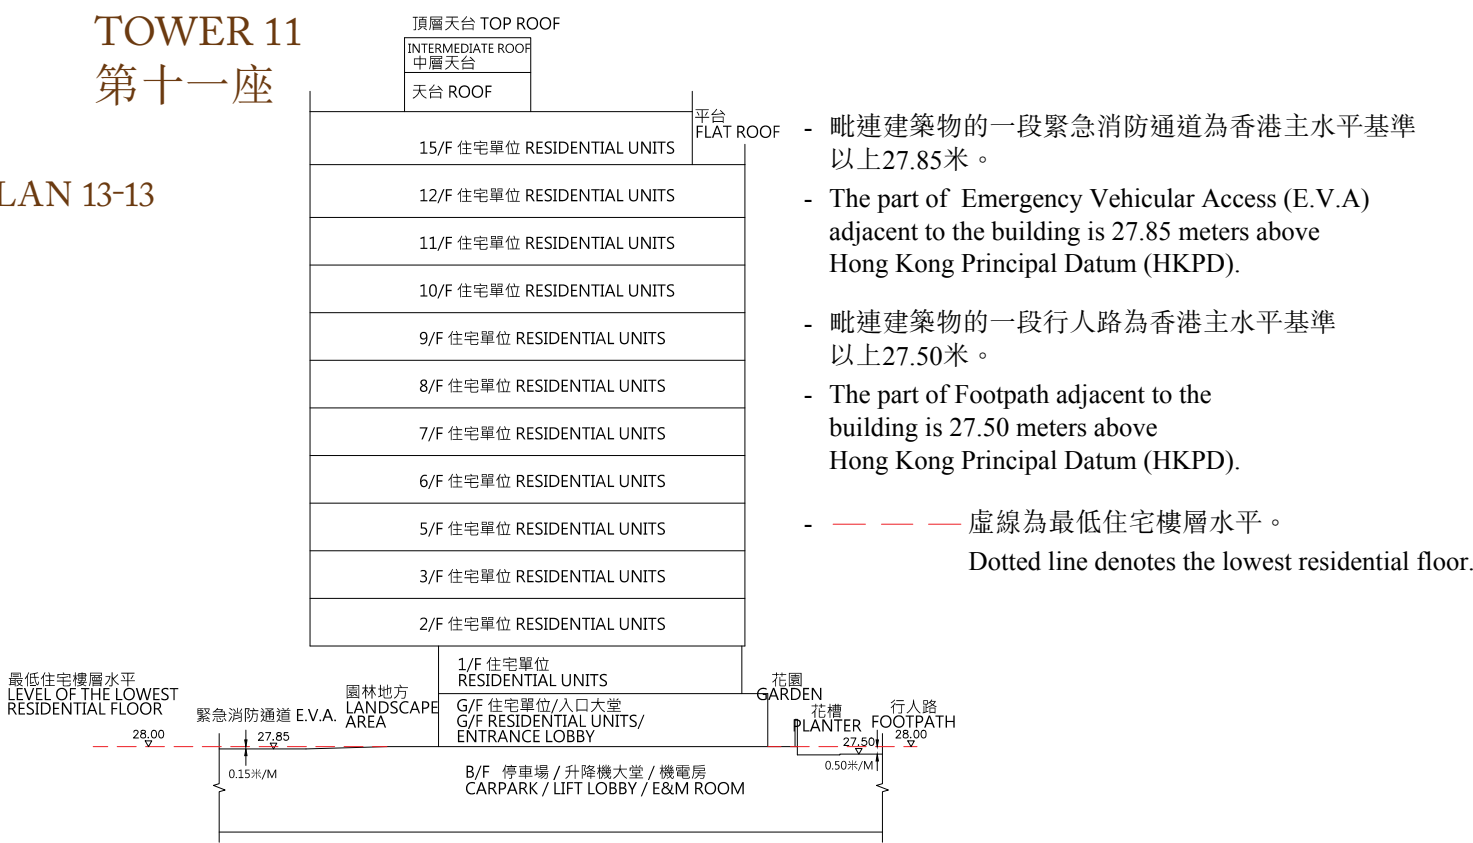 TOWER 11
第十一座
LAN 13-13
頂層天台 TOP ROOF
INTERMEDIATE ROOF
中層天台
天台 ROOF
平台
FLAT ROOF
15/F 住宅單位 RESIDENTIAL UNITS
12/F 住宅單位 RESIDENTIAL UNITS
11/F 住宅單位 RESIDENTIAL UNITS
10/F 住宅單位 RESIDENTIAL UNITS
9/F 住宅單位 RESIDENTIAL UNITS
8/F 住宅單位 RESIDENTIAL UNITS
7/F 住宅單位 RESIDENTIAL UNITS
6/F 住宅單位 RESIDENTIAL UNITS
5/F 住宅單位 RESIDENTIAL UNITS
3/F 住宅單位 RESIDENTIAL UNITS
2/F 住宅單位 RESIDENTIAL UNITS
1/F 住宅單位
RESIDENTIAL UNITS
G/F 住宅單位/入口大堂
G/F RESIDENTIAL UNITS/
ENTRANCE LOBBY
B/F 停車場 / 升降機大堂 / 機電房
CARPARK / LIFT LOBBY / E&M ROOM
最低住宅樓層水平
LEVEL OF THE LOWEST
RESIDENTIAL FLOOR
28.00
緊急消防通道 E.V.A.
27.85
0.15米/M
園林地方
LANDSCAPE
AREA
花園
GARDEN
花槽
PLANTER
27.50
0.50米/M
行人路
FOOTPATH
28.00
- 毗連建築物的一段緊急消防通道為香港主水平基準
以上27.85米。
- The part of Emergency Vehicular Access (E.V.A)
adjacent to the building is 27.85 meters above
Hong Kong Principal Datum (HKPD).
- 毗連建築物的一段行人路為香港主水平基準
以上27.50米。
- The part of Footpath adjacent to the
building is 27.50 meters above
Hong Kong Principal Datum (HKPD).
- 虛線為最低住宅樓層水平。
Dotted line denotes the lowest residential floor.